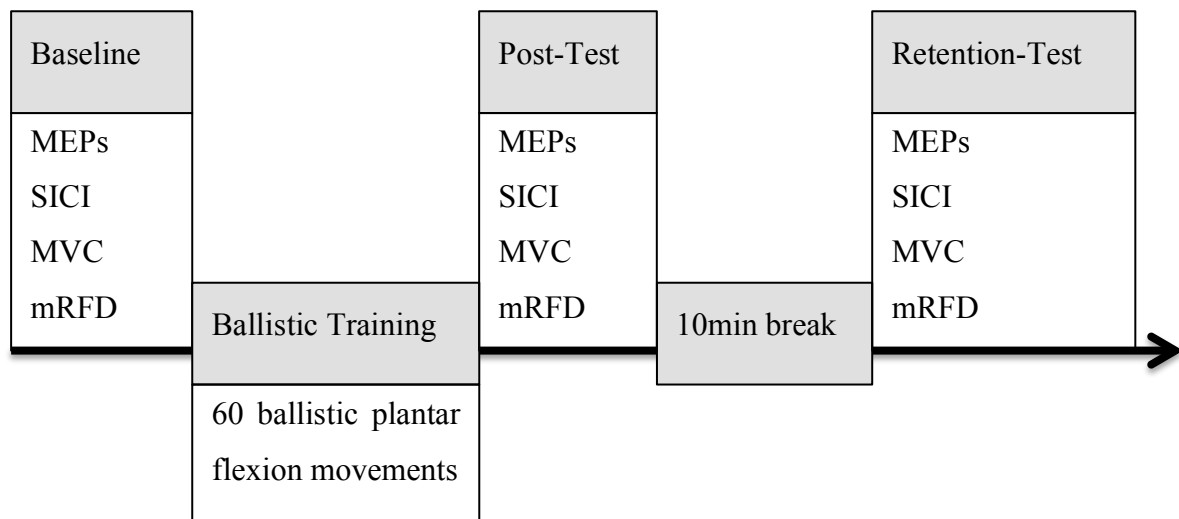 Baseline
MEPs
SICI
MVC
mRFD
Ballistic Training
60 ballistic plantar
flexion movements
Post-Test
MEPs
SICI
MVC
mRFD
10min break
Retention-Test
MEPs
SICI
MVC
mRFD